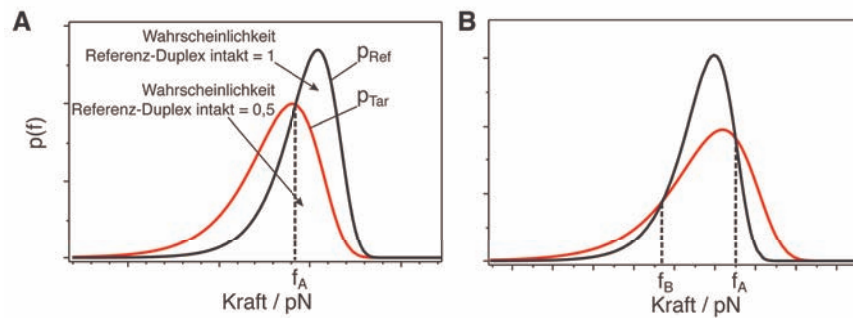 A
Wahrscheinlichkeit
Referenz-Duplex intakt = 1
Wahrscheinlichkeit
Referenz-Duplex intakt = 0,5
pRef
pTar
p(f)
fA
Kraft / pN
B
fB
fA
Kraft / pN